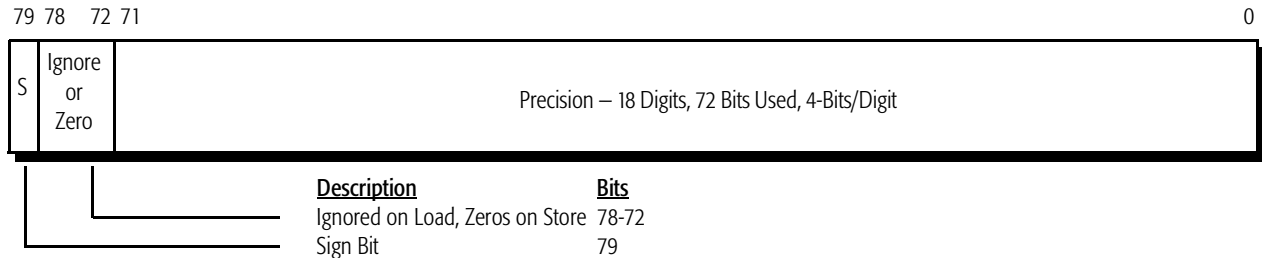 79 78 72 71 0
S
Ignore
or
Zero
Precision – 18 Digits, 72 Bits Used, 4-Bits/Digit
Description Bits
Ignored on Load, Zeros on Store 78-72
Sign Bit 79